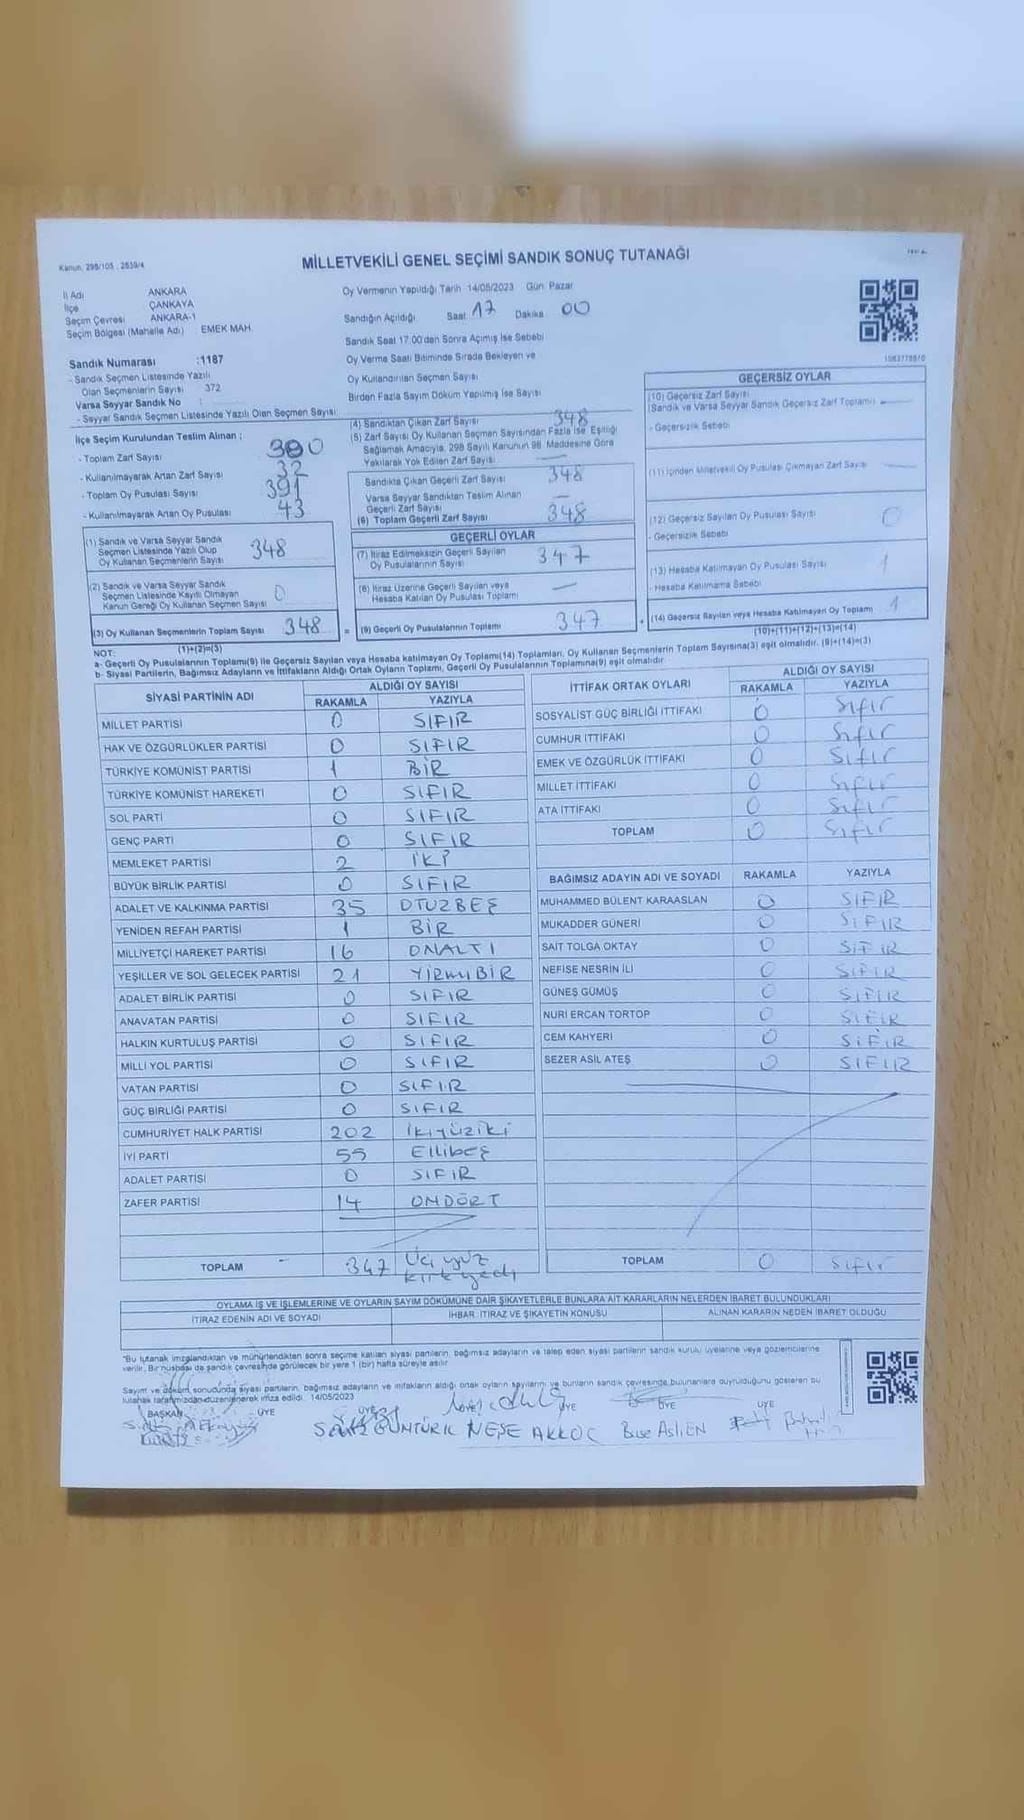 Kanun, 298/105, 2839/4
MİLLETVEKİLİ GENEL SEÇİMİ SANDIK SONUÇ TUTANAĞI
İl Adı ANKARA
İlçe ÇANKAYA
Seçim Çevresi ANKARA-1
Seçim Bölgesi (Mahalle Adı) EMEK MAH.
Sandık Numarası :1187
- Sandık Seçmen Listesinde Yazılı
Olan Seçmenlerin Sayısı 372
Varsa Seyyar Sandık No :
- Seyyar Sandık Seçmen Listesinde Yazılı Olan Seçmen Sayısı
Oy Vermenin Yapıldığı Tarih 14/05/2023 Gün Pazar
Sandığın Açıldığı Saat 17 Dakika 00
Sandık Saat 17.00'den Sonra Açılmış İse Sebebi
Oy Verme Saati Bitiminde Sırada Bekleyen ve
Oy Kullandırılan Seçmen Sayısı
Birden Fazla Sayım Döküm Yapılmış İse Sayısı
İlçe Seçim Kurulundan Teslim Alınan ;
- Toplam Zarf Sayısı
- Kullanılmayarak Artan Zarf Sayısı 32
- Toplam Oy Pusulası Sayısı 391
- Kullanılmayarak Artan Oy Pusulası 43
(1) Sandık ve Varsa Seyyar Sandık
Seçmen Listesinde Yazılı Olup
Oy Kullanan Seçmenlerin Sayısı 348
(2) Sandık ve Varsa Seyyar Sandık
Seçmen Listesinde Kayıtlı Olmayan
Kanun Gereği Oy Kullanan Seçmen Sayısı 0
(3) Oy Kullanan Seçmenlerin Toplam Sayısı 348
(1)+(2)=(3)
(4) Sandıktan Çıkan Zarf Sayısı 348
(5) Zarf Sayısı Oy Kullanan Seçmen Sayısından Fazla İse Eşitliği
Sağlamak Amacıyla, 298 Sayılı Kanunun 98. Maddesine Göre
Yakılarak Yok Edilen Zarf Sayısı —
Sandıkta Çıkan Geçerli Zarf Sayısı 348
Varsa Seyyar Sandıktan Teslim Alınan
Geçerli Zarf Sayısı —
(6) Toplam Geçerli Zarf Sayısı 348
GEÇERLİ OYLAR
(7) İtiraz Edilmeksizin Geçerli Sayılan
Oy Pusulalarının Sayısı 347
(8) İtiraz Üzerine Geçerli Sayılan veya
Hesaba Katılan Oy Pusulası Toplamı —
= (9) Geçerli Oy Pusulalarının Toplamı 347
GEÇERSİZ OYLAR
(10) Geçersiz Zarf Sayısı
(Sandık ve Varsa Seyyar Sandık Geçersiz Zarf Toplamı) —
- Geçersizlik Sebebi
(11) İçinden Milletvekili Oy Pusulası Çıkmayan Zarf Sayısı —
(12) Geçersiz Sayılan Oy Pusulası Sayısı 0
- Geçersizlik Sebebi
(13) Hesaba Katılmayan Oy Pusulası Sayısı 1
- Hesaba Katılmama Sebebi
+ (14) Geçersiz Sayılan veya Hesaba Katılmayan Oy Toplamı 1
(10)+(11)+(12)+(13)=(14)
NOT:
a- Geçerli Oy Pusulalarının Toplamı(9) ile Geçersiz Sayılan veya Hesaba katılmayan Oy Toplamı(14) Toplamları, Oy Kullanan Seçmenlerin Toplam Sayısına(3) eşit olmalıdır. (9)+(14)=(3)
b- Siyasi Partilerin, Bağımsız Adayların ve İttifakların Aldığı Ortak Oyların Toplamı, Geçerli Oy Pusulalarının Toplamına(9) eşit olmalıdır
SİYASİ PARTİNİN ADI ALDIĞI OY SAYISI
RAKAMLA YAZIYLA
MİLLET PARTİSİ 0 SIFIR
HAK VE ÖZGÜRLÜKLER PARTİSİ 0 SIFIR
TÜRKİYE KOMÜNİST PARTİSİ 1 BİR
TÜRKİYE KOMÜNİST HAREKETİ 0 SIFIR
SOL PARTİ 0 SIFIR
GENÇ PARTİ 0 SIFIR
MEMLEKET PARTİSİ 2 İKİ
BÜYÜK BİRLİK PARTİSİ 0 SIFIR
ADALET VE KALKINMA PARTİSİ 35 OTUZBEŞ
YENİDEN REFAH PARTİSİ 1 BİR
MİLLİYETÇİ HAREKET PARTİSİ 16 ONALTI
YEŞİLLER VE SOL GELECEK PARTİSİ 21 YİRMİBİR
ADALET BİRLİK PARTİSİ 0 SIFIR
ANAVATAN PARTİSİ 0 SIFIR
HALKIN KURTULUŞ PARTİSİ 0 SIFIR
MİLLİ YOL PARTİSİ 0 SIFIR
VATAN PARTİSİ 0 SIFIR
GÜÇ BİRLİĞİ PARTİSİ 0 SIFIR
CUMHURİYET HALK PARTİSİ 202 İkiyüziki
İYİ PARTİ 55 Ellibeş
ADALET PARTİSİ 0 SIFIR
ZAFER PARTİSİ 14 ONDÖRT
TOPLAM - 347 Üç yüz
kırkyedi
İTTİFAK ORTAK OYLARI ALDIĞI OY SAYISI
RAKAMLA YAZIYLA
SOSYALİST GÜÇ BİRLİĞİ İTTİFAKI 0 Sıfır
CUMHUR İTTİFAKI 0 Sıfır
EMEK VE ÖZGÜRLÜK İTTİFAKI 0 Sıfır
MİLLET İTTİFAKI 0 Sıfır
ATA İTTİFAKI 0 Sıfır
TOPLAM 0 Sıfır
BAĞIMSIZ ADAYIN ADI VE SOYADI RAKAMLA YAZIYLA
MUHAMMED BÜLENT KARAASLAN 0 SIFIR
MUKADDER GÜNERİ 0 SIFIR
SAİT TOLGA OKTAY 0 SIFIR
NEFİSE NESRİN İLİ 0 SIFIR
GÜNEŞ GÜMÜŞ 0 SIFIR
NURİ ERCAN TORTOP 0 SIFIR
CEM KAHYERİ 0 SIFIR
SEZER ASİL ATEŞ 0 SIFIR
TOPLAM 0 Sıfır
OYLAMA İŞ VE İŞLEMLERİNE VE OYLARIN SAYIM DÖKÜMÜNE DAİR ŞİKAYETLERLE BUNLARA AİT KARARLARIN NELERDEN İBARET BULUNDUKLARI
İTİRAZ EDENİN ADI VE SOYADI İHBAR, İTİRAZ VE ŞİKAYETİN KONUSU ALINAN KARARIN NEDEN İBARET OLDUĞU
"Bu tutanak imzalandıktan ve mühürlendikten sonra seçime katılan siyasi partilerin, bağımsız adayların ve talep eden siyasi partilerin sandık kurulu üyelerine veya gözlemcilerine
verilir. Bir nüshası da sandık çevresinde görülecek bir yere 1 (bir) hafta süreyle asılır
Sayım ve döküm sonucunda siyasi partilerin, bağımsız adayların ve ittifakların aldığı ortak oyların sayılarını ve bunların sandık çevresinde bulunanlara duyrulduğunu gösteren bu
tutanak tarafımızdan düzenlenerek imza edildi. 14/05/2023
BAŞKAN ÜYE ÜYE ÜYE ÜYE ÜYE
GÜNTÜRK NEŞE AKKOÇ Buse ASLEN